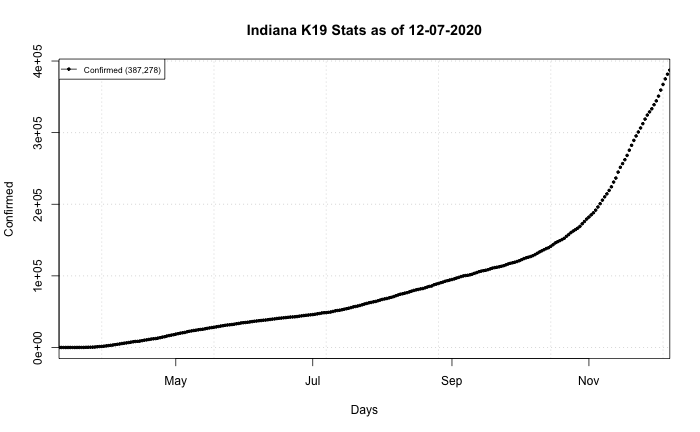 Indiana K19 Stats as of 12-07-2020
Confirmed (387,278)
4e+05
3e+05
2e+05
1e+05
0e+00
Confirmed
May Jul Sep Nov
Days